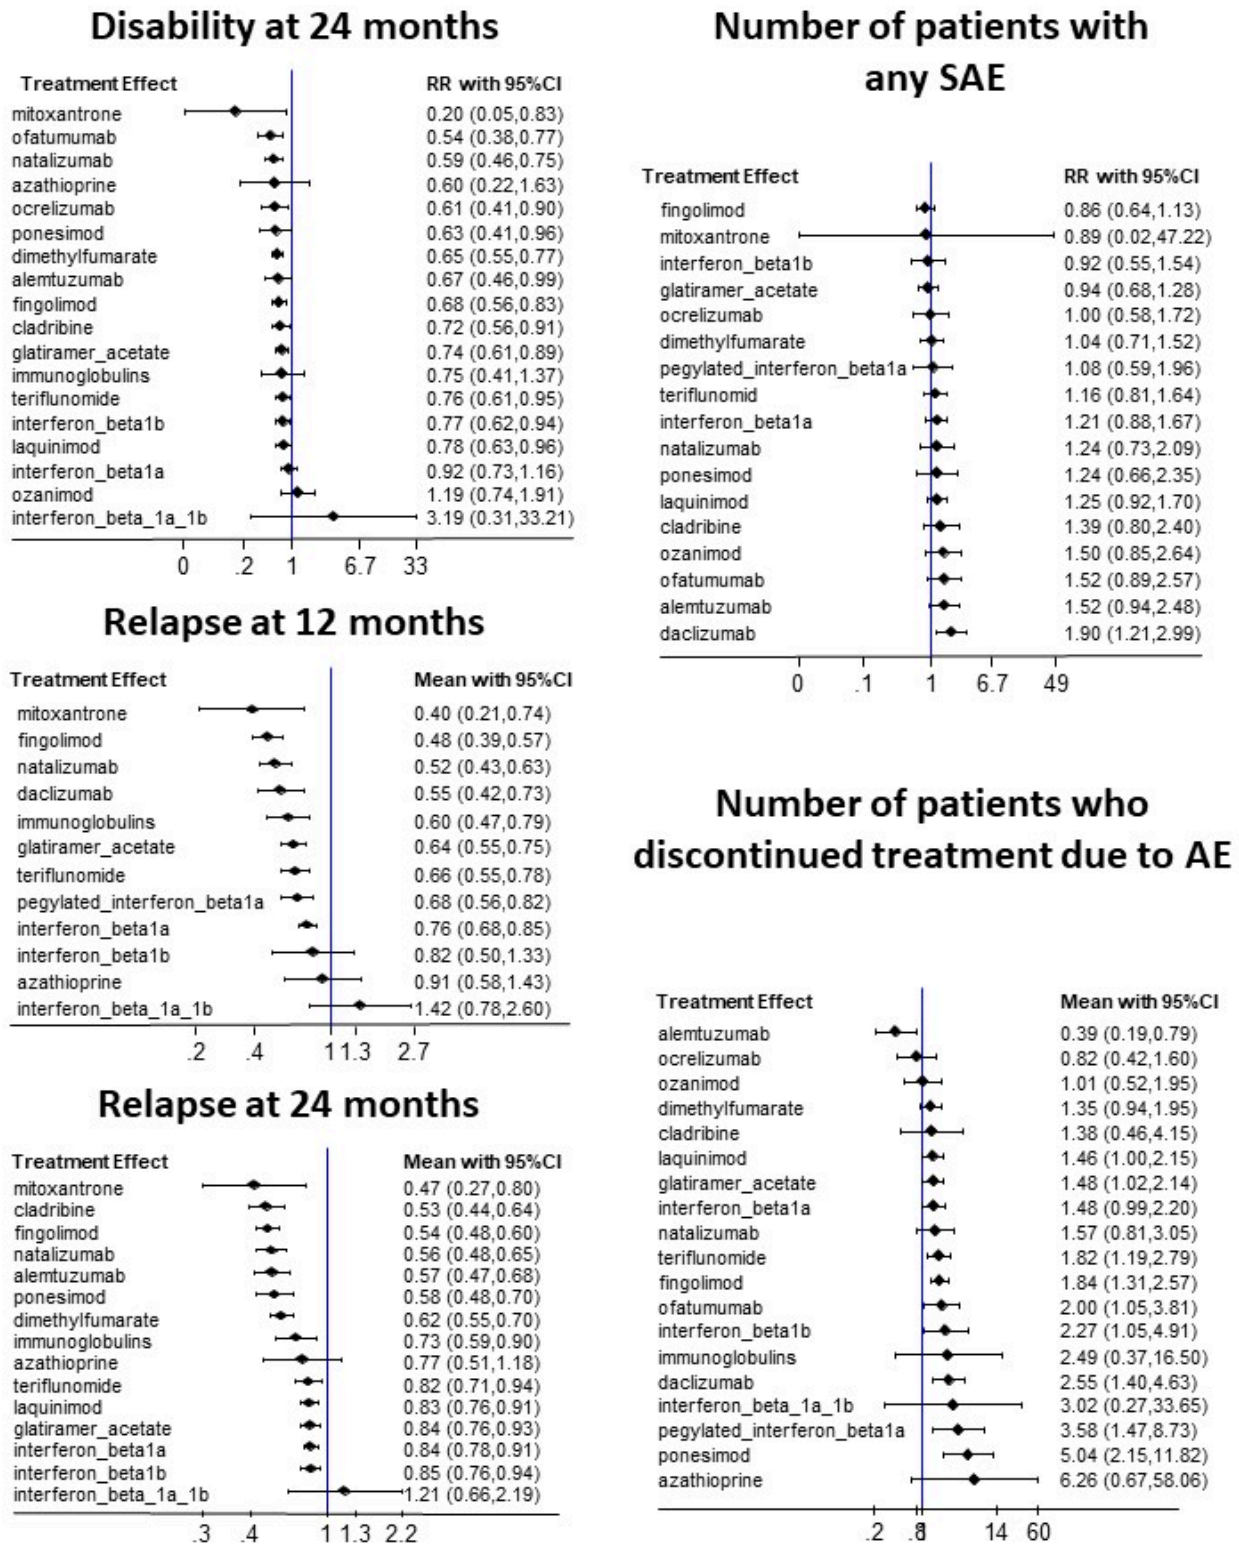 Disability at 24 months
Treatment Effect RR with 95%CI
mitoxantrone 0.20 (0.05,0.83)
ofatumumab 0.54 (0.38,0.77)
natalizumab 0.59 (0.46,0.75)
azathioprine 0.60 (0.22,1.63)
ocrelizumab 0.61 (0.41,0.90)
ponesimod 0.63 (0.41,0.96)
dimethylfumarate 0.65 (0.55,0.77)
alemtuzumab 0.67 (0.46,0.99)
fingolimod 0.68 (0.56,0.83)
cladribine 0.72 (0.56,0.91)
glatiramer_acetate 0.74 (0.61,0.89)
immunoglobulins 0.75 (0.41,1.37)
teriflunomide 0.76 (0.61,0.95)
interferon_beta1b 0.77 (0.62,0.94)
laquinimod 0.78 (0.63,0.96)
interferon_beta1a 0.92 (0.73,1.16)
ozanimod 1.19 (0.74,1.91)
interferon_beta_1a_1b 3.19 (0.31,33.21)
0 .2 1 6.7 33
Relapse at 12 months
Treatment Effect Mean with 95%CI
mitoxantrone 0.40 (0.21,0.74)
fingolimod 0.48 (0.39,0.57)
natalizumab 0.52 (0.43,0.63)
daclizumab 0.55 (0.42,0.73)
immunoglobulins 0.60 (0.47,0.79)
glatiramer_acetate 0.64 (0.55,0.75)
teriflunomide 0.66 (0.55,0.78)
pegylated_interferon_beta1a 0.68 (0.56,0.82)
interferon_beta1a 0.76 (0.68,0.85)
interferon_beta1b 0.82 (0.50,1.33)
azathioprine 0.91 (0.58,1.43)
interferon_beta_1a_1b 1.42 (0.78,2.60)
.2 .4 1 1.3 2.7
Relapse at 24 months
Treatment Effect Mean with 95%CI
mitoxantrone 0.47 (0.27,0.80)
cladribine 0.53 (0.44,0.64)
fingolimod 0.54 (0.48,0.60)
natalizumab 0.56 (0.48,0.65)
alemtuzumab 0.57 (0.47,0.68)
ponesimod 0.58 (0.48,0.70)
dimethylfumarate 0.62 (0.55,0.70)
immunoglobulins 0.73 (0.59,0.90)
azathioprine 0.77 (0.51,1.18)
teriflunomide 0.82 (0.71,0.94)
laquinimod 0.83 (0.76,0.91)
glatiramer_acetate 0.84 (0.76,0.93)
interferon_beta1a 0.84 (0.78,0.91)
interferon_beta1b 0.85 (0.76,0.94)
interferon_beta_1a_1b 1.21 (0.66,2.19)
.3 .4 1 1.3 2.2
Number of patients with
any SAE
Treatment Effect RR with 95%CI
fingolimod 0.86 (0.64,1.13)
mitoxantrone 0.89 (0.02,47.22)
interferon_beta1b 0.92 (0.55,1.54)
glatiramer_acetate 0.94 (0.68,1.28)
ocrelizumab 1.00 (0.58,1.72)
dimethylfumarate 1.04 (0.71,1.52)
pegylated_interferon_beta1a 1.08 (0.59,1.96)
teriflunomid 1.16 (0.81,1.64)
interferon_beta1a 1.21 (0.88,1.67)
natalizumab 1.24 (0.73,2.09)
ponesimod 1.24 (0.66,2.35)
laquinimod 1.25 (0.92,1.70)
cladribine 1.39 (0.80,2.40)
ozanimod 1.50 (0.85,2.64)
ofatumumab 1.52 (0.89,2.57)
alemtuzumab 1.52 (0.94,2.48)
daclizumab 1.90 (1.21,2.99)
0 .1 1 6.7 49
Number of patients who
discontinued treatment due to AE
Treatment Effect Mean with 95%CI
alemtuzumab 0.39 (0.19,0.79)
ocrelizumab 0.82 (0.42,1.60)
ozanimod 1.01 (0.52,1.95)
dimethylfumarate 1.35 (0.94,1.95)
cladribine 1.38 (0.46,4.15)
laquinimod 1.46 (1.00,2.15)
glatiramer_acetate 1.48 (1.02,2.14)
interferon_beta1a 1.48 (0.99,2.20)
natalizumab 1.57 (0.81,3.05)
teriflunomide 1.82 (1.19,2.79)
fingolimod 1.84 (1.31,2.57)
ofatumumab 2.00 (1.05,3.81)
interferon_beta1b 2.27 (1.05,4.91)
immunoglobulins 2.49 (0.37,16.50)
daclizumab 2.55 (1.40,4.63)
interferon_beta_1a_1b 3.02 (0.27,33.65)
pegylated_interferon_beta1a 3.58 (1.47,8.73)
ponesimod 5.04 (2.15,11.82)
azathioprine 6.26 (0.67,58.06)
.2 14 60